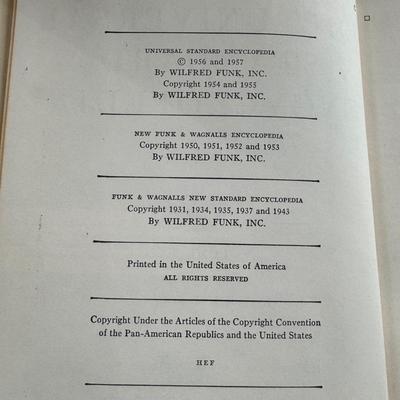 UNIVERSAL STANDARD ENCYCLOPEDIA
© 1956 and 1957
By WILFRED FUNK, INC.
Copyright 1954 and 1955
By WILFRED FUNK, INC.
NEW FUNK & WAGNALLS ENCYCLOPEDIA
Copyright 1950, 1951, 1952 and 1953
By WILFRED FUNK, INC.
FUNK & WAGNALLS NEW STANDARD ENCYCLOPEDIA
Copyright 1931, 1934, 1935, 1937 and 1943
By WILFRED FUNK, INC.
Printed in the United States of America
ALL RIGHTS RESERVED
Copyright Under the Articles of the Copyright Convention
of the Pan-American Republics and the United States
HEF